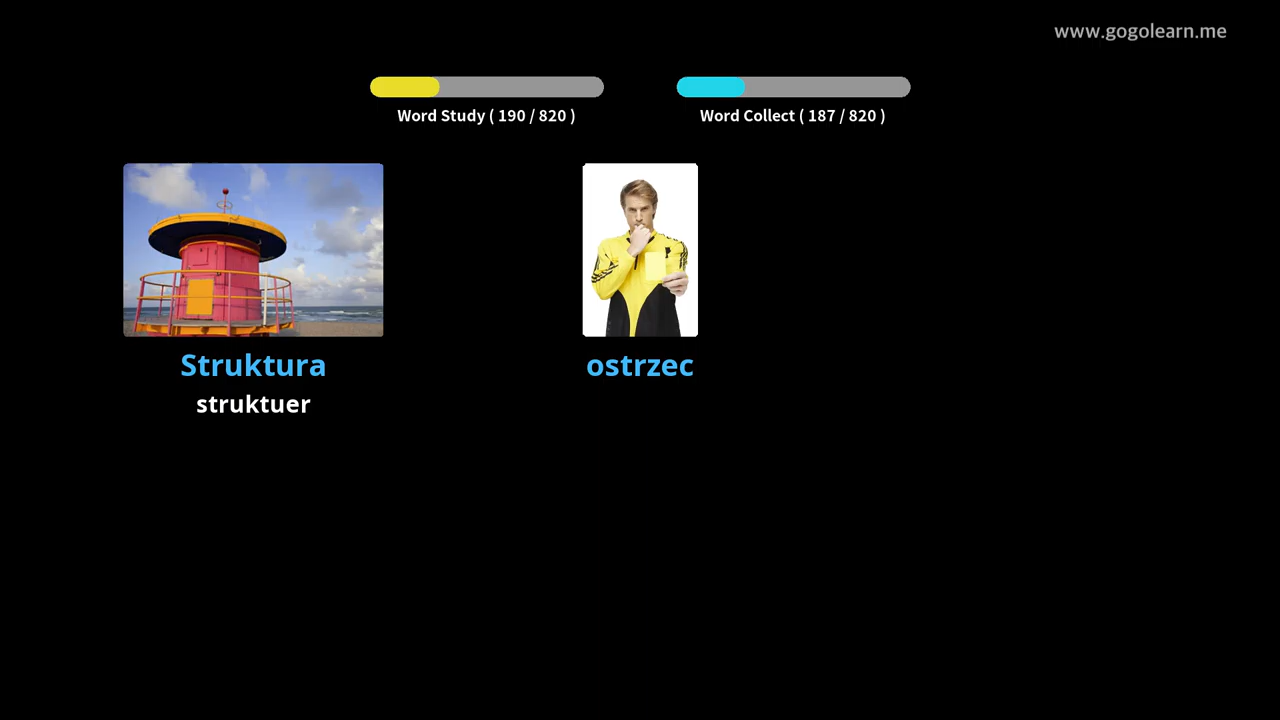 www.gogolearn.me
Word Study ( 190 / 820 )
Word Collect ( 187 / 820 )
Struktura
struktuer
ostrzec